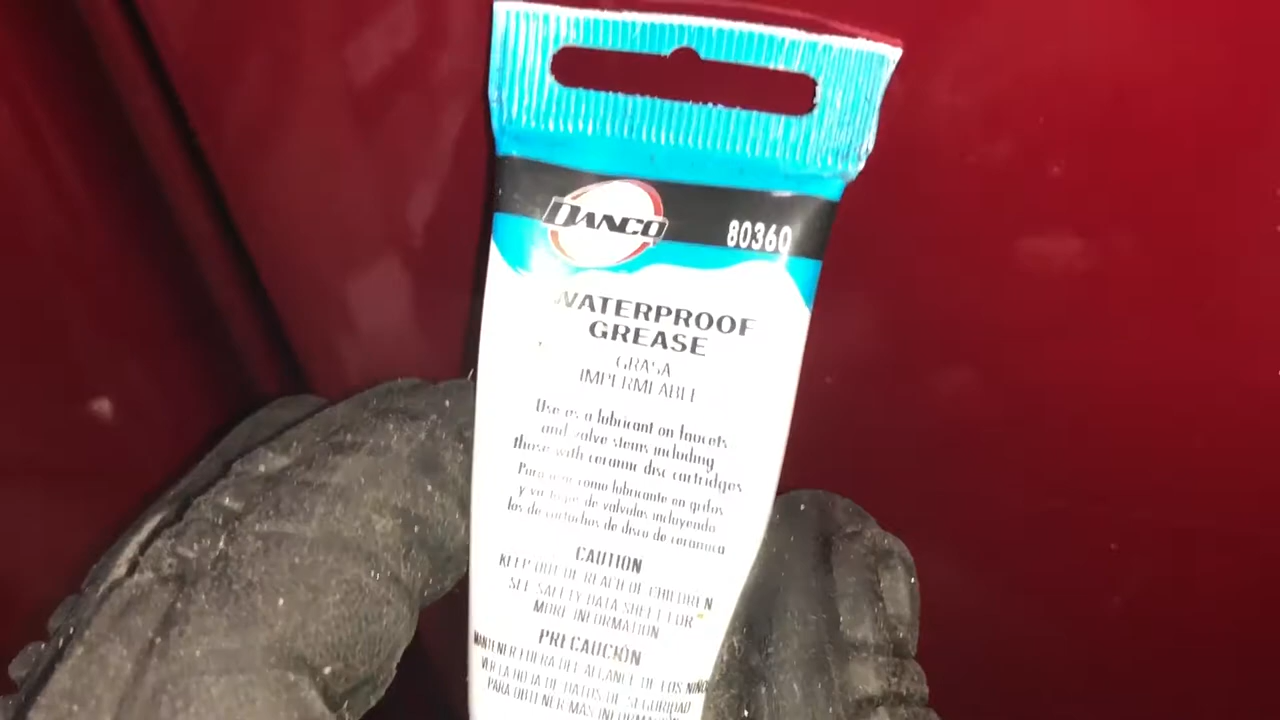 DANCO
80360
WATERPROOF
GREASE
GRASA
IMPERMEABLE
Use as a lubricant on faucets
and valve stems including
those with ceramic disc cartridges
Para usar como lubricante en grifos
y de valvulas incluyendo
los de cartuchos de disco de ceramica
CAUTION
KEEP OUT OF REACH OF CHILDREN
SEE SAFETY DATA SHEET FOR
MORE INFORMATION
PRECAUCIÓN
MANTENER FUERA DEL ALCANCE DE LOS NIÑOS
VER LA HOJA DE DATOS DE SEGURIDAD
PARA OBTENER MÁS INFORMACIÓN